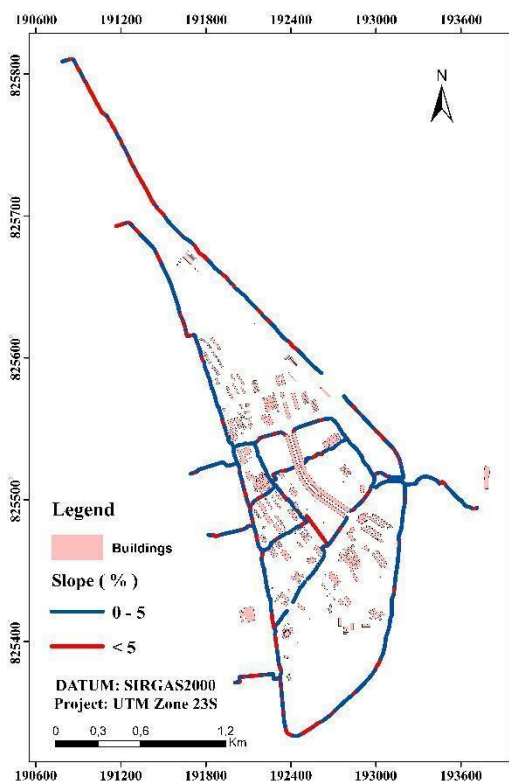 190600 191200 191800 192400 193000 193600
825800
825700
825600
825500
825400
N
Legend
Buildings
Slope ( % )
0 - 5
< 5
DATUM: SIRGAS2000
Project: UTM Zone 23S
0 0,3 0,6 1,2
Km
190600 191200 191800 192400 193000 193600